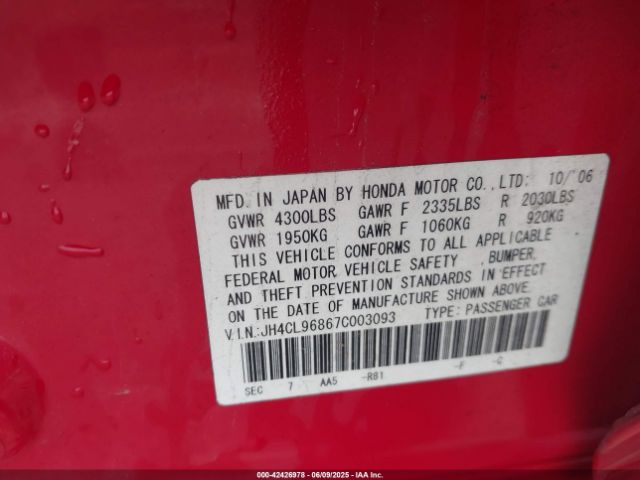 MFD. IN JAPAN BY HONDA MOTOR CO., LTD. 10/'06
GVWR 4300LBS GAWR F 2335LBS R 2030LBS
GVWR 1950KG GAWR F 1060KG R 920KG
THIS VEHICLE CONFORMS TO ALL APPLICABLE
FEDERAL MOTOR VEHICLE SAFETY , BUMPER,
AND THEFT PREVENTION STANDARDS IN EFFECT
ON THE DATE OF MANUFACTURE SHOWN ABOVE.
V.I.N.:JH4CL96867C003093 TYPE: PASSENGER CAR
SEC 7 AA5 -R81 -F -G
000-42426978 - 06/09/2025 - IAA Inc.